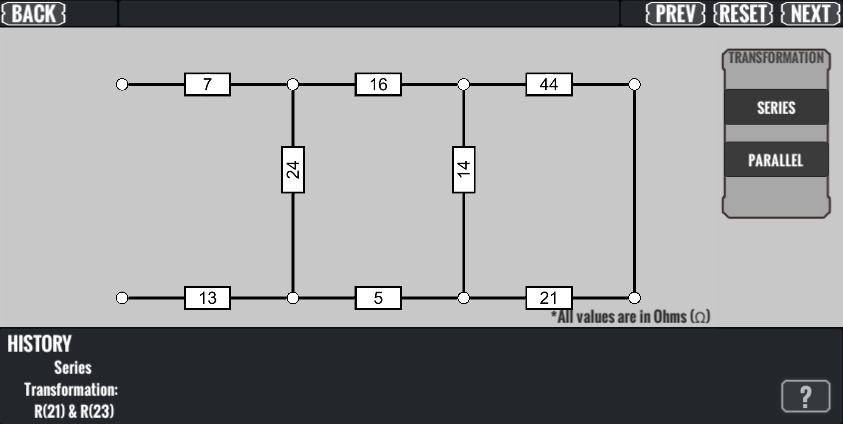 BACK PREV RESET NEXT
TRANSFORMATION
7 16 44
SERIES
24 14
PARALLEL
13 5 21
*All values are in Ohms (Ω)
HISTORY
Series
Transformation:
R(21) & R(23)
?